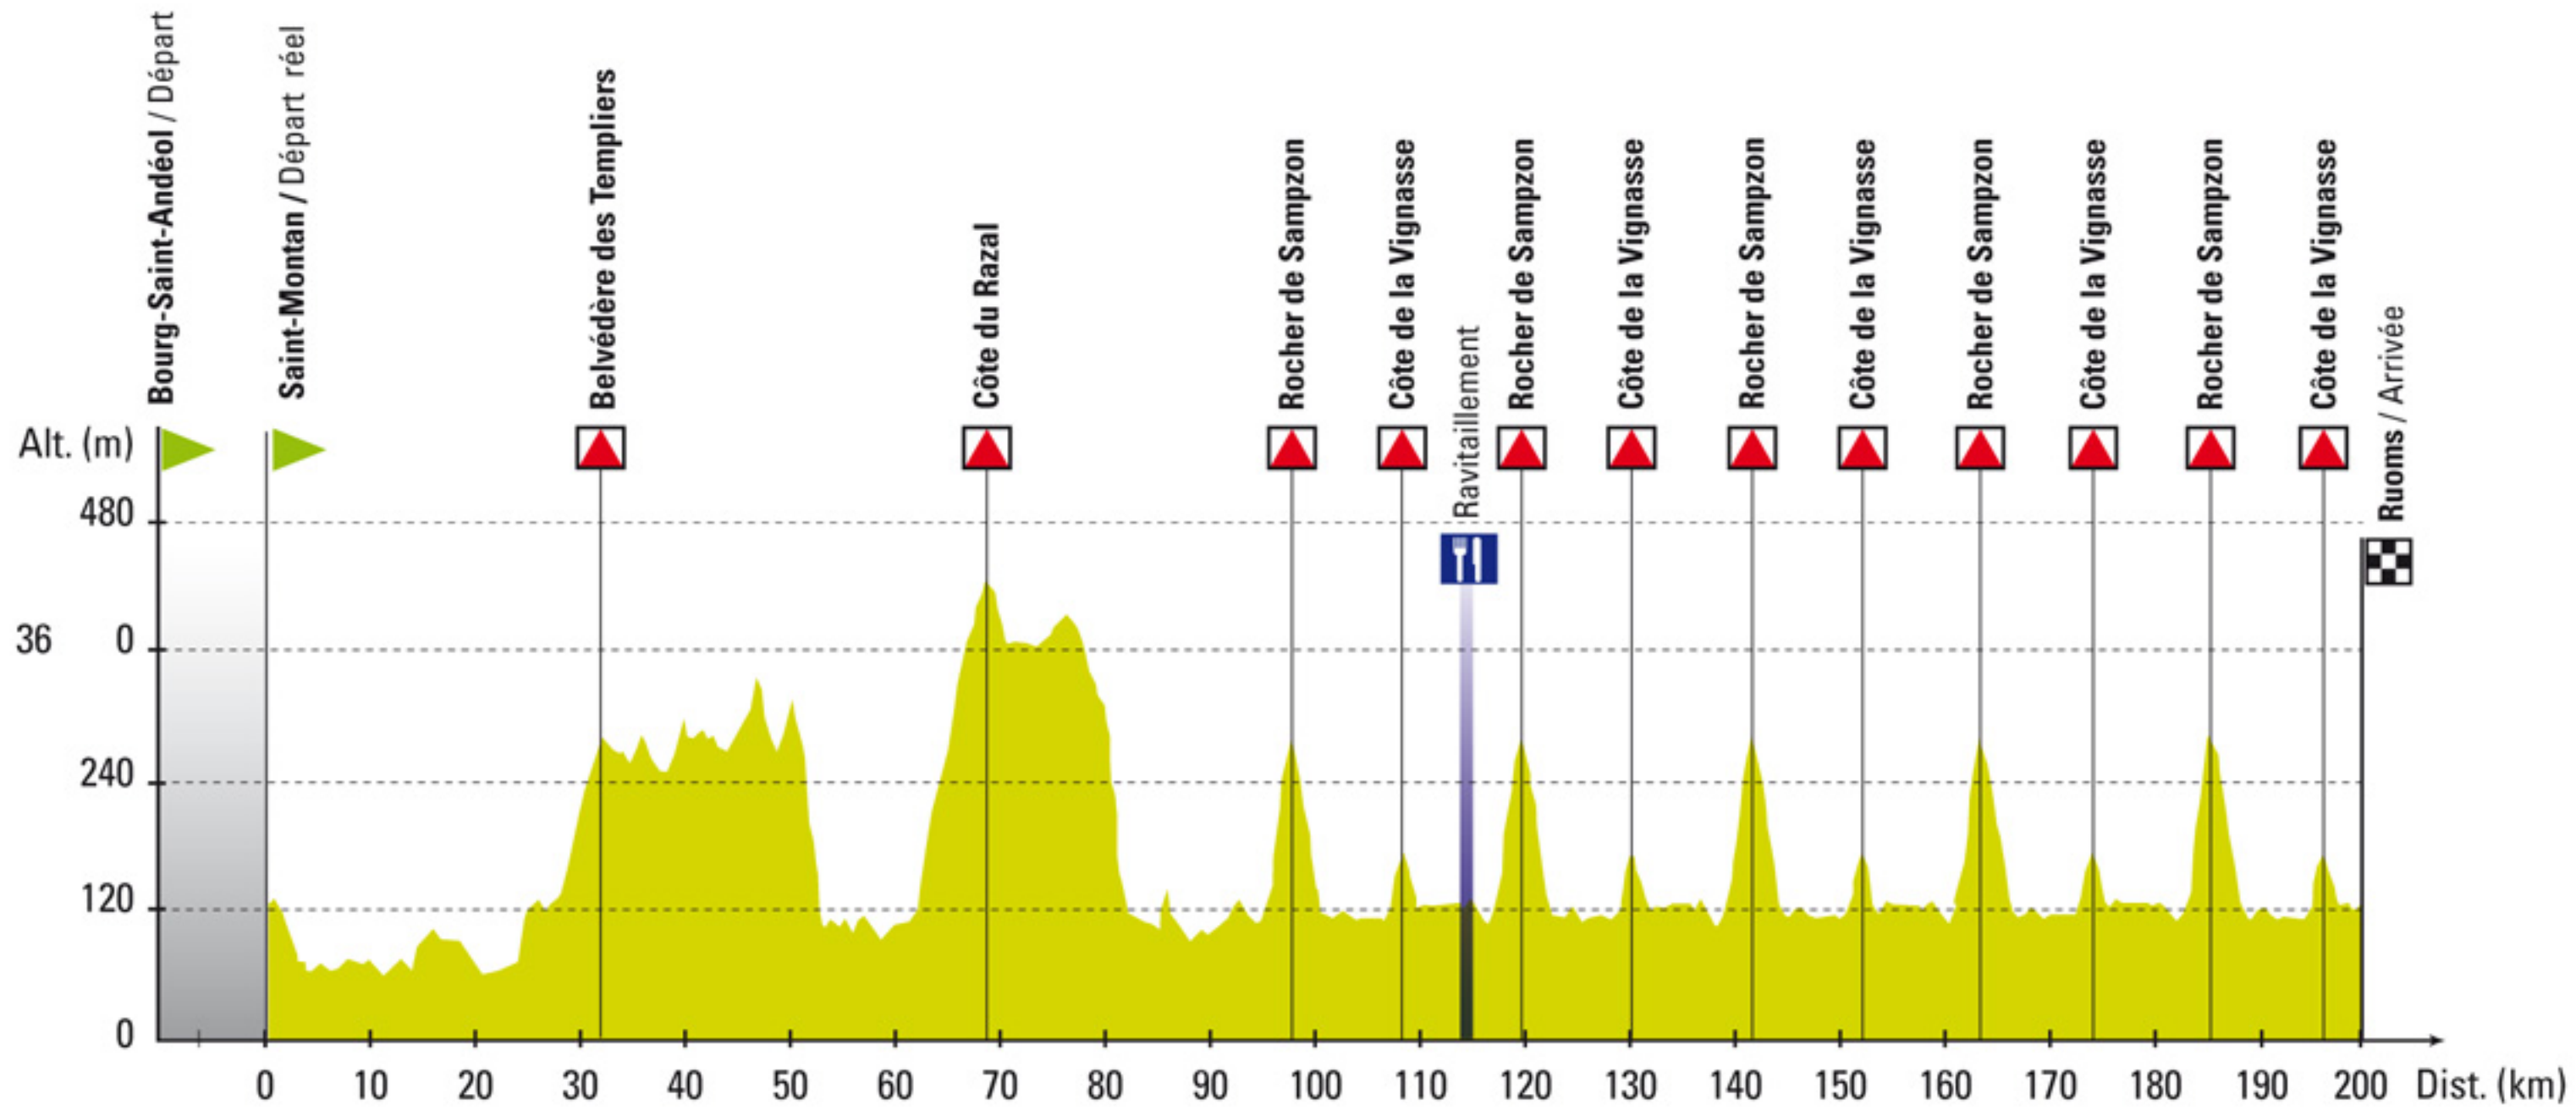 Bourg-Saint-Andéol / Départ
Saint-Montan / Départ réel
Belvédère des Templiers
Côte du Razal
Rocher de Sampzon
Côte de la Vignasse
Ravitaillement
Rocher de Sampzon
Côte de la Vignasse
Rocher de Sampzon
Côte de la Vignasse
Rocher de Sampzon
Côte de la Vignasse
Rocher de Sampzon
Côte de la Vignasse
Ruoms / Arrivée
Alt. (m)
480
36 0
240
120
0
0 10 20 30 40 50 60 70 80 90 100 110 120 130 140 150 160 170 180 190 200 Dist. (km)